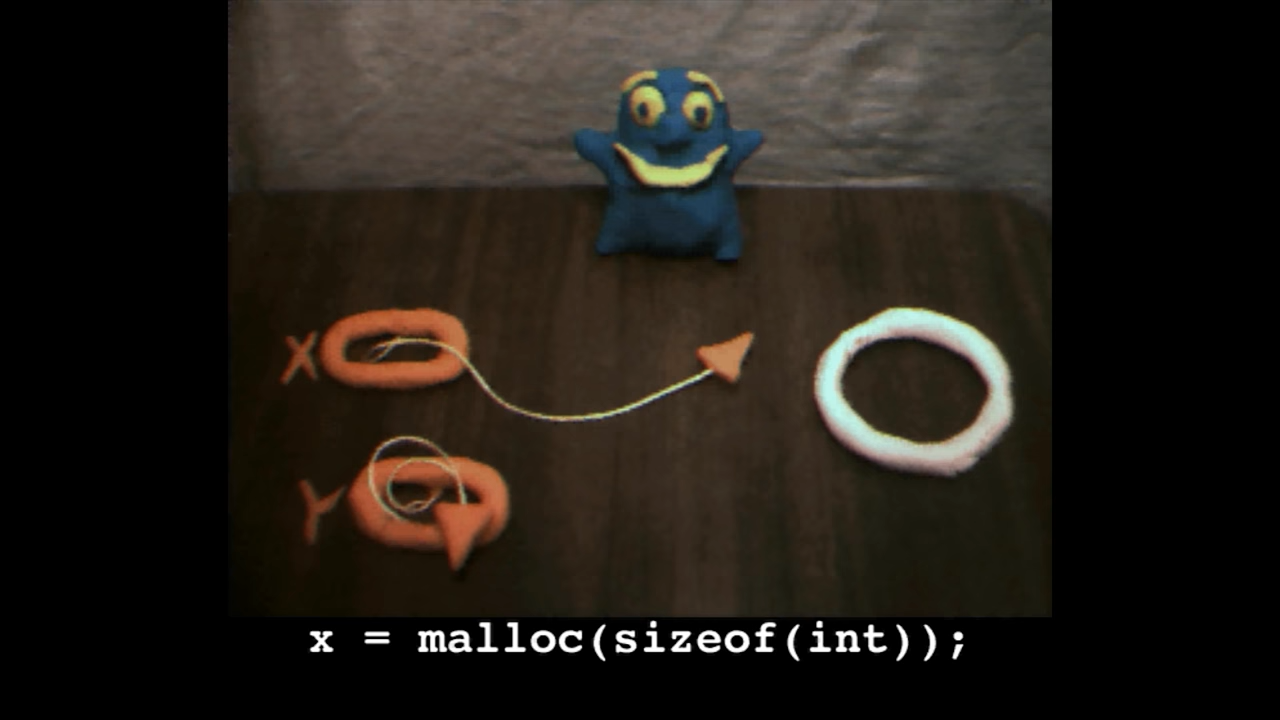 X
Y
x = malloc(sizeof(int));